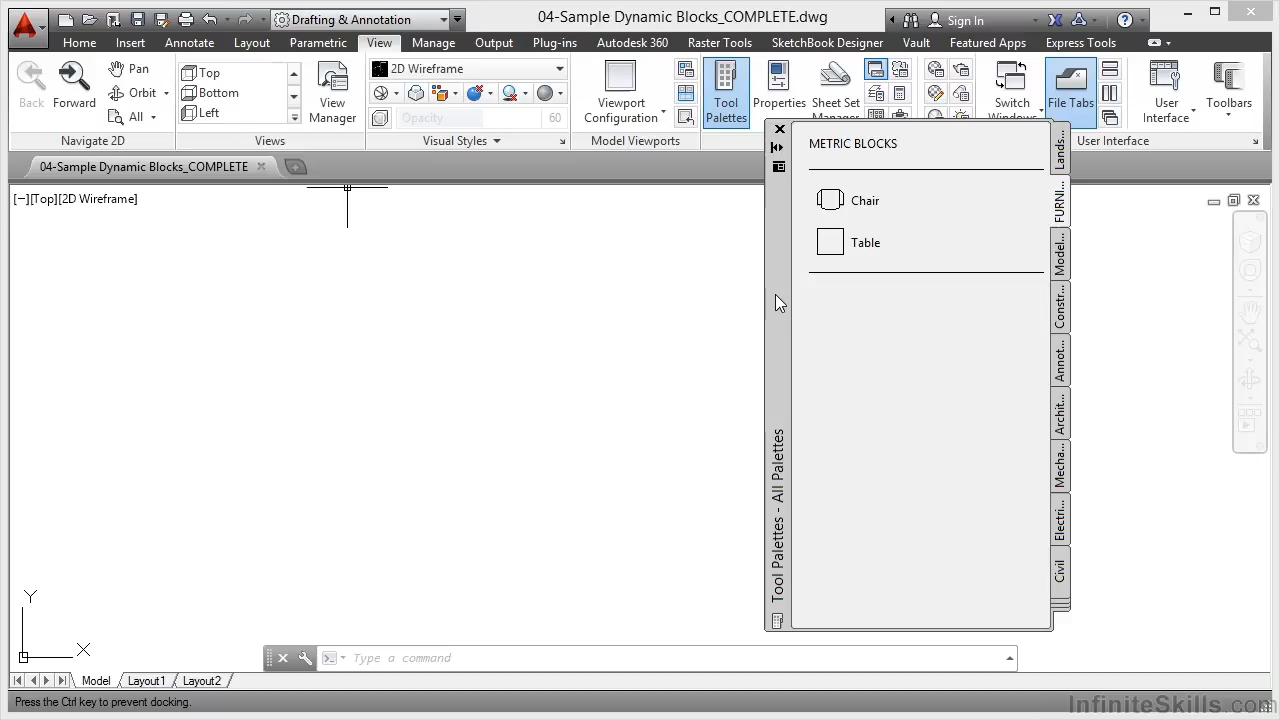 Drafting & Annotation
04-Sample Dynamic Blocks_COMPLETE.dwg
Sign In
Home Insert Annotate Layout Parametric View Manage Output Plug-ins Autodesk 360 Raster Tools SketchBook Designer Vault Featured Apps Express Tools
Back
Forward
Pan
Orbit
All
Top
Bottom
Left
View
Manager
2D Wireframe
Opacity 60
Viewport
Configuration
Tool
Palettes
Properties
Sheet Set
Manager
Switch
Windows
File Tabs
User
Interface
Toolbars
Navigate 2D Views Visual Styles Model Viewports User Interface
04-Sample Dynamic Blocks_COMPLETE
[−][Top][2D Wireframe]
METRIC BLOCKS
Chair
Table
Tool Palettes - All Palettes
Lands...
FURNI...
Model...
Constr...
Annot...
Archit...
Mecha...
Electri...
Civil
Y
X
Type a command
Model Layout1 Layout2
Press the Ctrl key to prevent docking.
InfiniteSkills.com